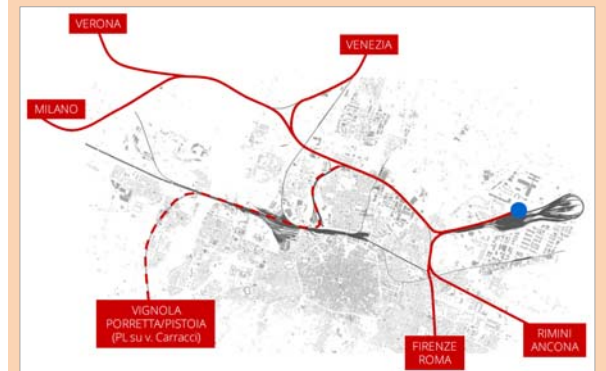 VERONA
VENEZIA
MILANO
VIGNOLA
PORRETTA/PISTOIA
(PL su v. Carracci)
FIRENZE
ROMA
RIMINI
ANCONA